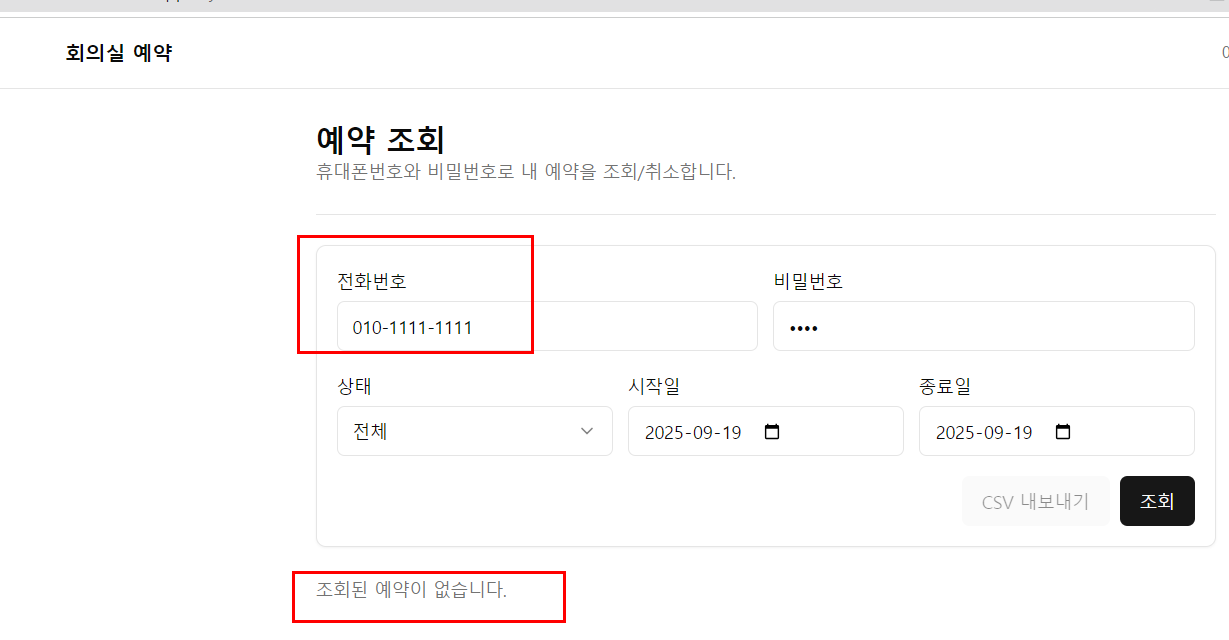 회의실 예약
예약 조회
휴대폰번호와 비밀번호로 내 예약을 조회/취소합니다.
전화번호
비밀번호
010-1111-1111
••••
상태
시작일
종료일
전체
2025-09-19
2025-09-19
CSV 내보내기
조회
조회된 예약이 없습니다.